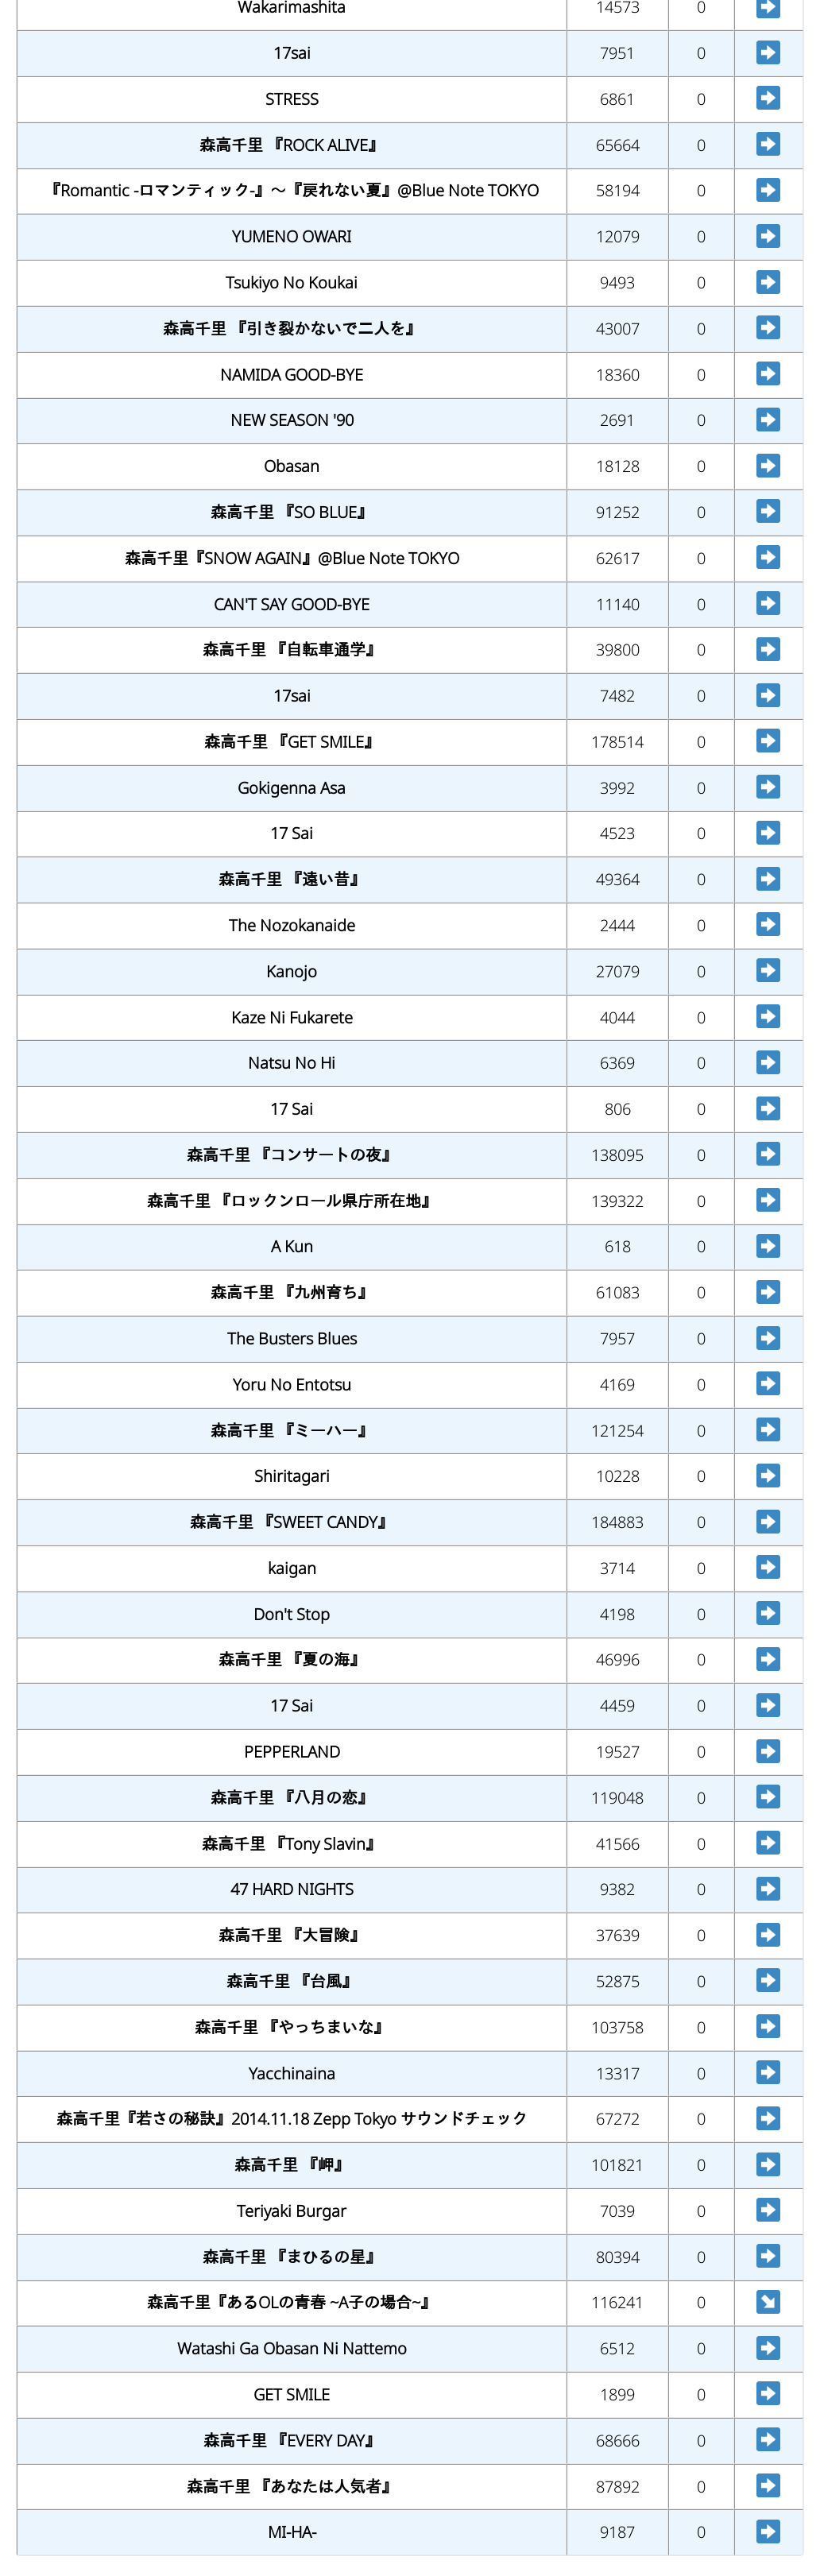 Wakarimashita 14573 0
17sai 7951 0
STRESS 6861 0
森高千里 『ROCK ALIVE』 65664 0
『Romantic -ロマンティック-』～『戻れない夏』@Blue Note TOKYO 58194 0
YUMENO OWARI 12079 0
Tsukiyo No Koukai 9493 0
森高千里 『引き裂かないで二人を』 43007 0
NAMIDA GOOD-BYE 18360 0
NEW SEASON '90 2691 0
Obasan 18128 0
森高千里 『SO BLUE』 91252 0
森高千里『SNOW AGAIN』@Blue Note TOKYO 62617 0
CAN'T SAY GOOD-BYE 11140 0
森高千里 『自転車通学』 39800 0
17sai 7482 0
森高千里 『GET SMILE』 178514 0
Gokigenna Asa 3992 0
17 Sai 4523 0
森高千里 『遠い昔』 49364 0
The Nozokanaide 2444 0
Kanojo 27079 0
Kaze Ni Fukarete 4044 0
Natsu No Hi 6369 0
17 Sai 806 0
森高千里 『コンサートの夜』 138095 0
森高千里 『ロックンロール県庁所在地』 139322 0
A Kun 618 0
森高千里 『九州育ち』 61083 0
The Busters Blues 7957 0
Yoru No Entotsu 4169 0
森高千里 『ミーハー』 121254 0
Shiritagari 10228 0
森高千里 『SWEET CANDY』 184883 0
kaigan 3714 0
Don't Stop 4198 0
森高千里 『夏の海』 46996 0
17 Sai 4459 0
PEPPERLAND 19527 0
森高千里 『八月の恋』 119048 0
森高千里 『Tony Slavin』 41566 0
47 HARD NIGHTS 9382 0
森高千里 『大冒険』 37639 0
森高千里 『台風』 52875 0
森高千里 『やっちまいな』 103758 0
Yacchinaina 13317 0
森高千里『若さの秘訣』2014.11.18 Zepp Tokyo サウンドチェック 67272 0
森高千里 『岬』 101821 0
Teriyaki Burgar 7039 0
森高千里 『まひるの星』 80394 0
森高千里『あるOLの青春 ~A子の場合~』 116241 0
Watashi Ga Obasan Ni Nattemo 6512 0
GET SMILE 1899 0
森高千里 『EVERY DAY』 68666 0
森高千里 『あなたは人気者』 87892 0
MI-HA- 9187 0